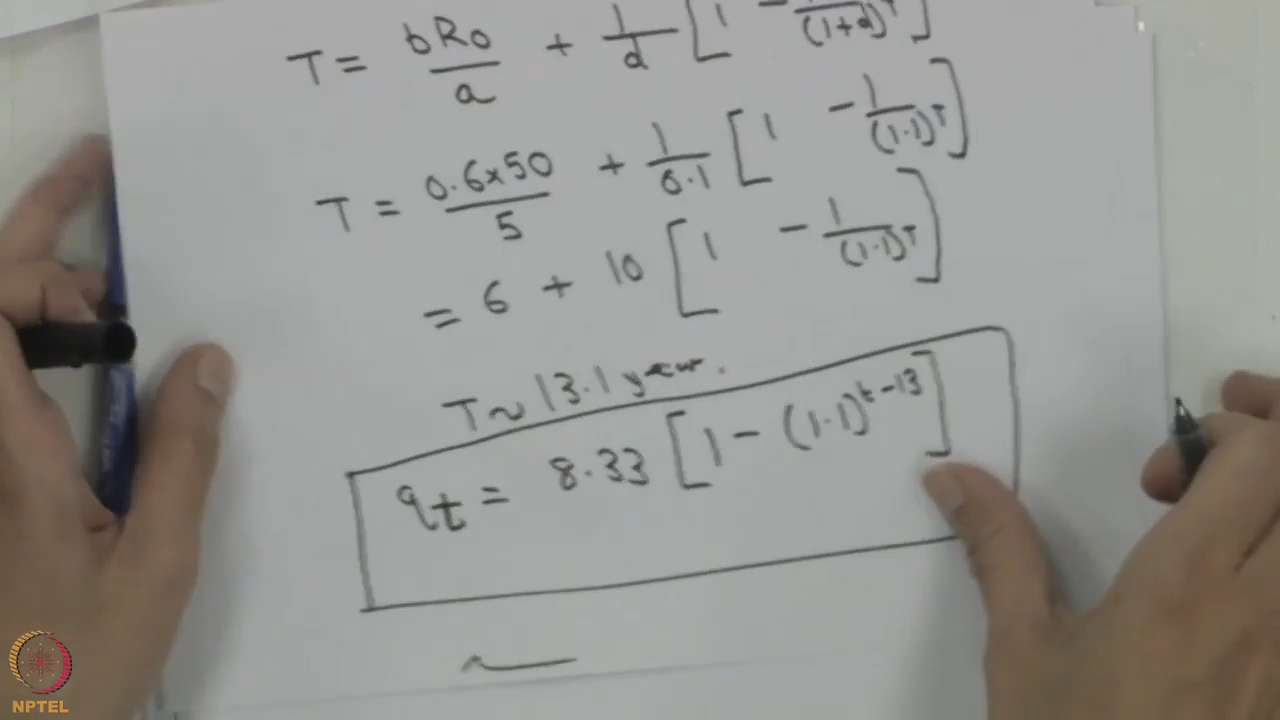 T = bR₀/a + 1/d [1 - 1/(1+d)ᵀ]
T = 0.6×50/5 + 1/0.1 [1 - 1/(1.1)ᵀ]
= 6 + 10 [1 - 1/(1.1)ᵀ]
T ~ 13.1 year.
qt = 8.33 [1 - (1.1)^t-13]
NPTEL